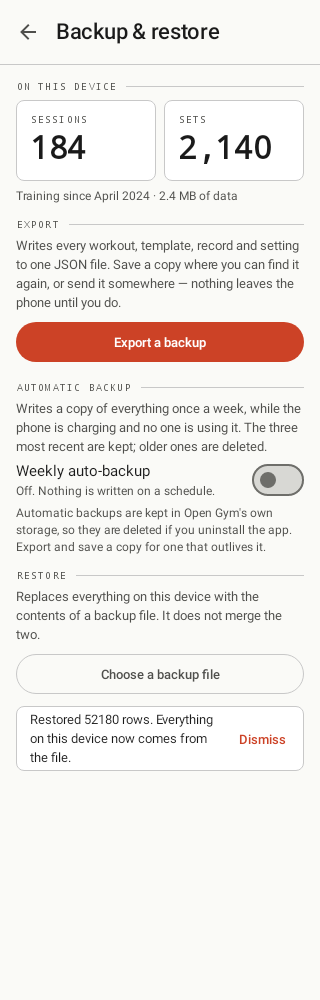 Backup & restore
ON THIS DEVICE
SESSIONS
184
SETS
2,140
Training since April 2024 · 2.4 MB of data
EXPORT
Writes every workout, template, record and setting
to one JSON file. Save a copy where you can find it
again, or send it somewhere — nothing leaves the
phone until you do.
Export a backup
AUTOMATIC BACKUP
Writes a copy of everything once a week, while the
phone is charging and no one is using it. The three
most recent are kept; older ones are deleted.
Weekly auto-backup
Off. Nothing is written on a schedule.
Automatic backups are kept in Open Gym's own
storage, so they are deleted if you uninstall the app.
Export and save a copy for one that outlives it.
RESTORE
Replaces everything on this device with the
contents of a backup file. It does not merge the
two.
Choose a backup file
Restored 52180 rows. Everything
on this device now comes from
the file.
Dismiss